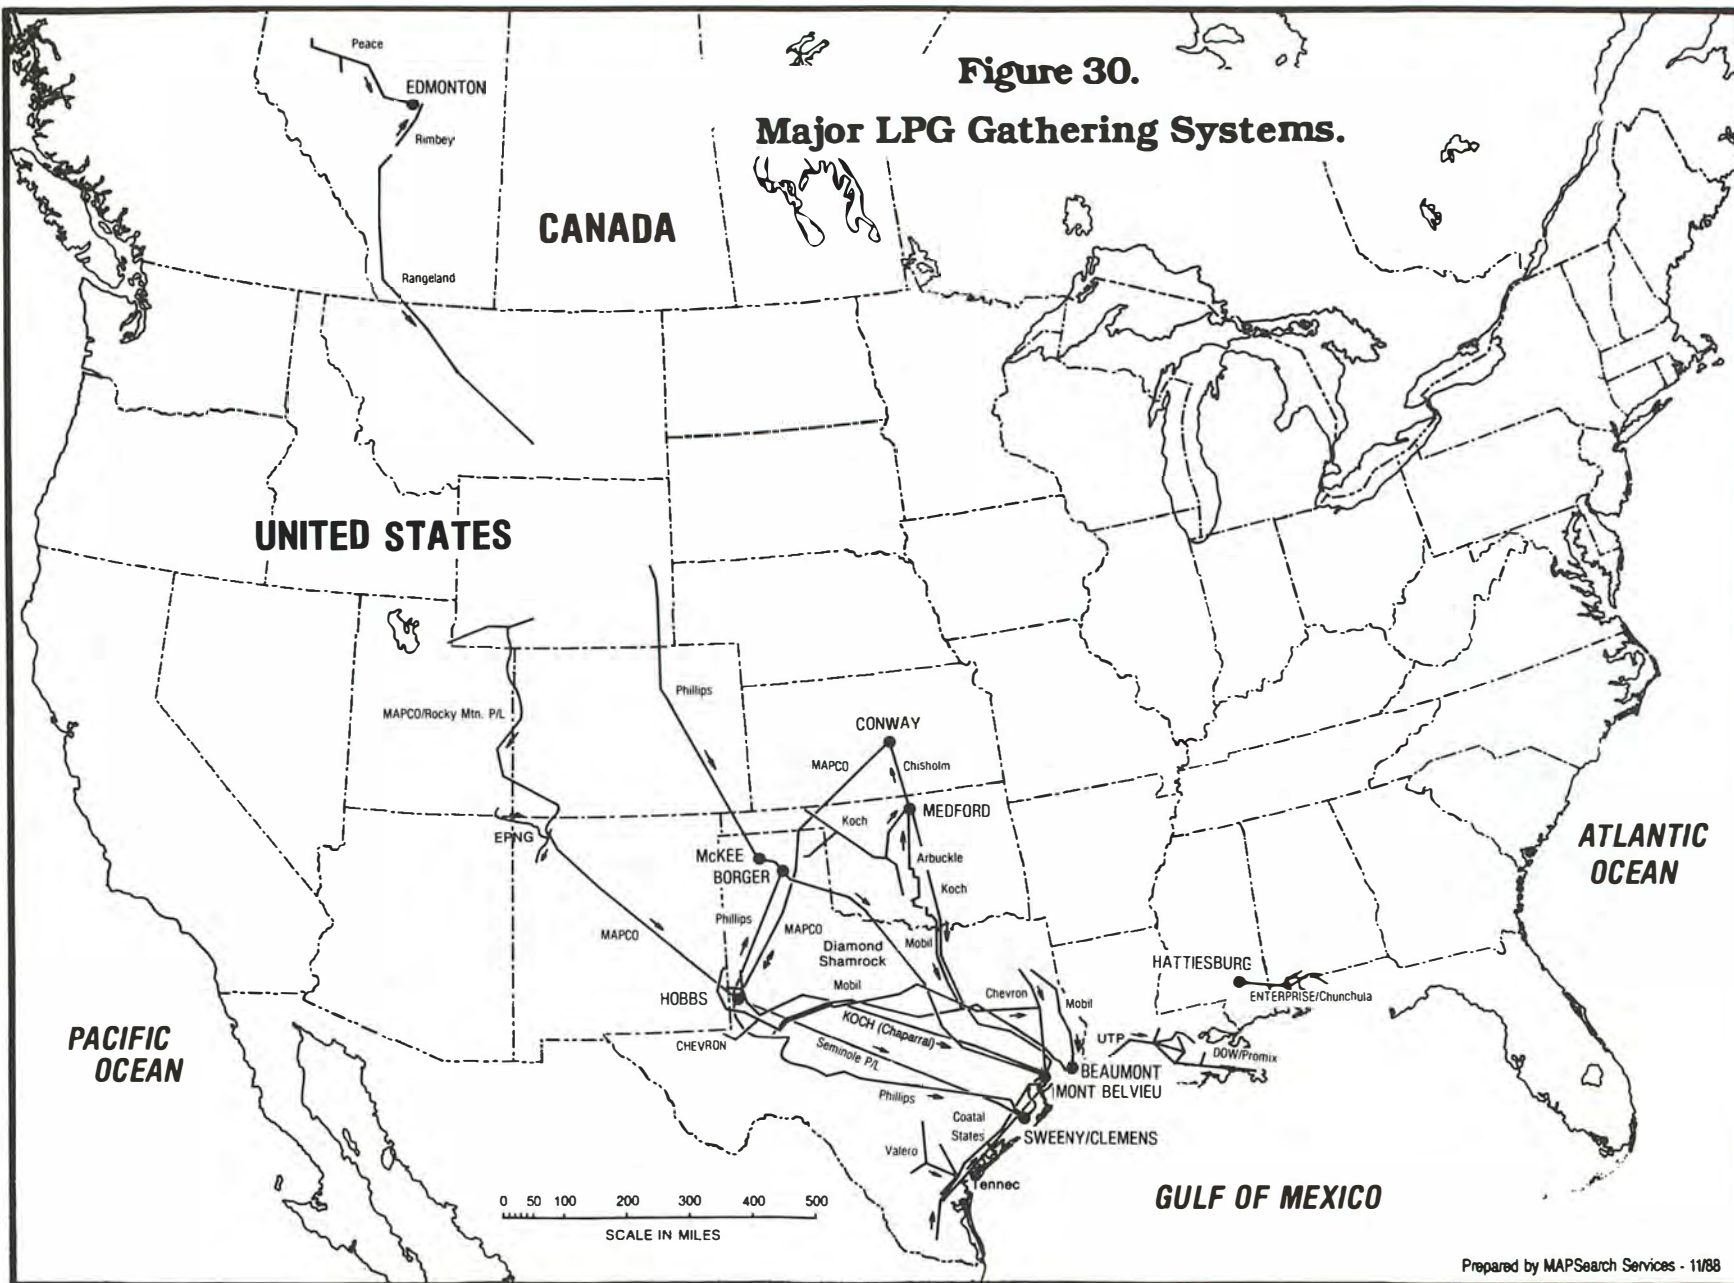 Figure 30.
Major LPG Gathering Systems.
Peace
EDMONTON
Rimbey
CANADA
Rangeland
UNITED STATES
MAPCO/Rocky Mtn. P/L
Phillips
CONWAY
MAPCO
Chisholm
MEDFORD
Koch
EPNG
McKEE
BORGER
Arbuckle
Koch
ATLANTIC
OCEAN
Phillips
MAPCO
MAPCO
Diamond
Shamrock
Mobil
HATTIESBURG
HOBBS
Mobil
Chevron
Mobil
ENTERPRISE/Chunchula
KOCH (Chaparral)
CHEVRON
Seminole P/L
UTP
DOW/Promix
PACIFIC
OCEAN
BEAUMONT
MONT BELVIEU
Phillips
Coatal
States
SWEENY/CLEMENS
Valero
Tennec
GULF OF MEXICO
0 50 100 200 300 400 500
SCALE IN MILES
Prepared by MAPSearch Services - 11/88